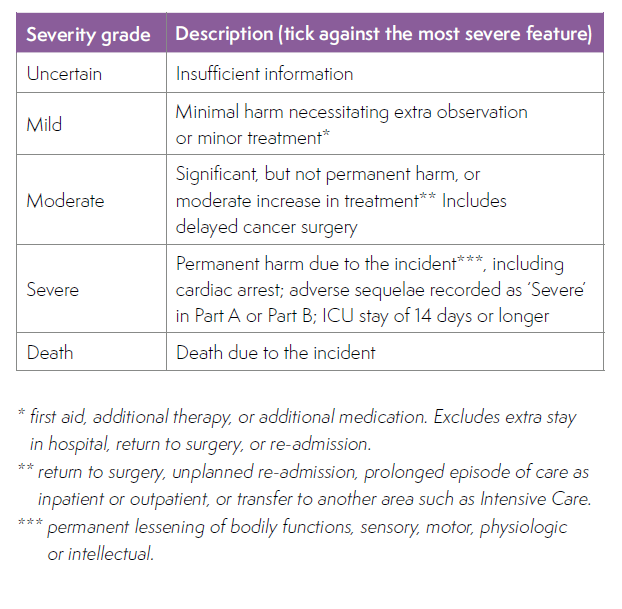 Severity grade Description (tick against the most severe feature)
Uncertain Insufficient information
Mild Minimal harm necessitating extra observation
or minor treatment*
Moderate Significant, but not permanent harm, or
moderate increase in treatment** Includes
delayed cancer surgery
Severe Permanent harm due to the incident***, including
cardiac arrest; adverse sequelae recorded as ‘Severe’
in Part A or Part B; ICU stay of 14 days or longer
Death Death due to the incident
* first aid, additional therapy, or additional medication. Excludes extra stay
in hospital, return to surgery, or re-admission.
** return to surgery, unplanned re-admission, prolonged episode of care as
inpatient or outpatient, or transfer to another area such as Intensive Care.
*** permanent lessening of bodily functions, sensory, motor, physiologic
or intellectual.